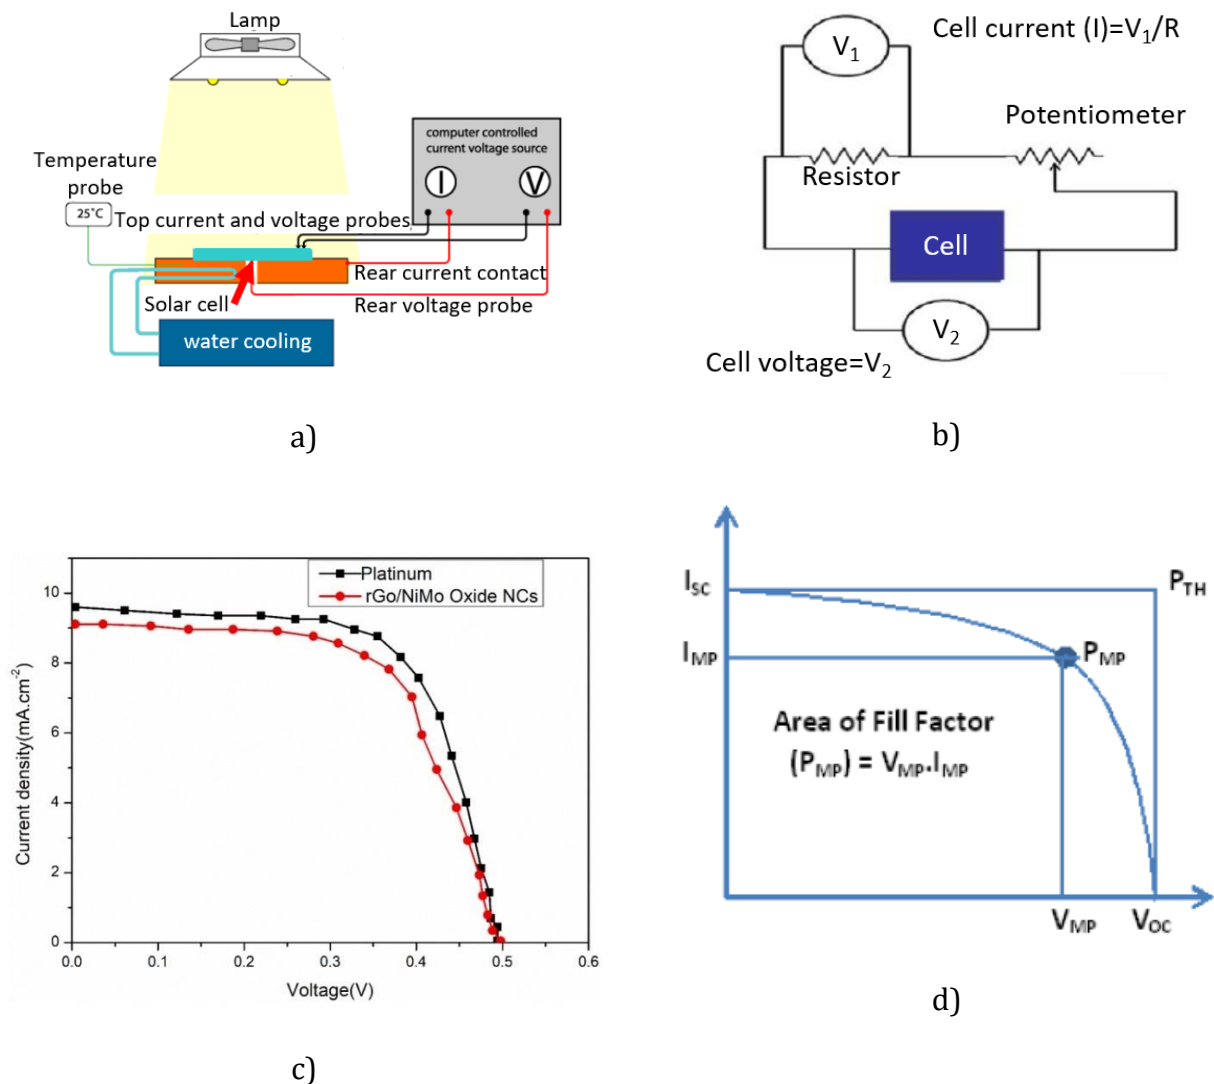 Lamp
computer controlled
current voltage source
I
V
Temperature
probe
25°C
Top current and voltage probes
Rear current contact
Solar cell
Rear voltage probe
water cooling
a)
V1
Cell current (I)=V1/R
Potentiometer
Resistor
Cell
V2
Cell voltage=V2
b)
Platinum
rGo/NiMo Oxide NCs
10
8
6
4
2
0
0.0
0.1
0.2
0.3
0.4
0.5
0.6
Current density(mA.cm-2)
Voltage(V)
c)
ISC
PTH
IMP
PMP
Area of Fill Factor
(PMP) = VMP.IMP
VMP
VOC
d)